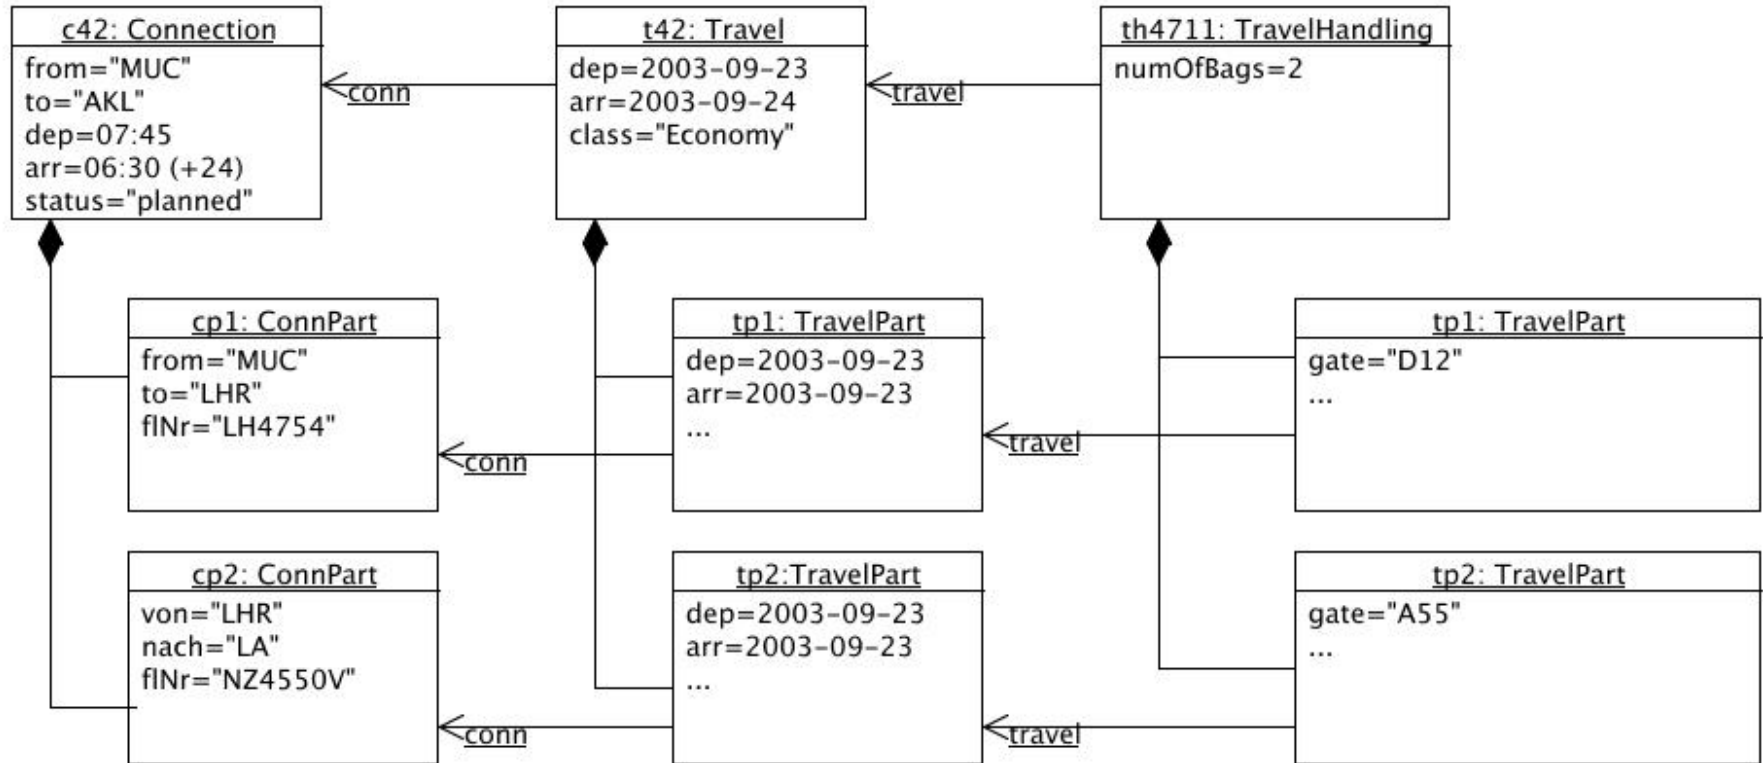 c42: Connection
from="MUC"
to="AKL"
dep=07:45
arr=06:30 (+24)
status="planned"
conn
t42: Travel
dep=2003-09-23
arr=2003-09-24
class="Economy"
travel
th4711: TravelHandling
numOfBags=2
cp1: ConnPart
from="MUC"
to="LHR"
flNr="LH4754"
conn
tp1: TravelPart
dep=2003-09-23
arr=2003-09-23
...
travel
tp1: TravelPart
gate="D12"
...
cp2: ConnPart
von="LHR"
nach="LA"
flNr="NZ4550V"
conn
tp2:TravelPart
dep=2003-09-23
arr=2003-09-23
...
travel
tp2: TravelPart
gate="A55"
...